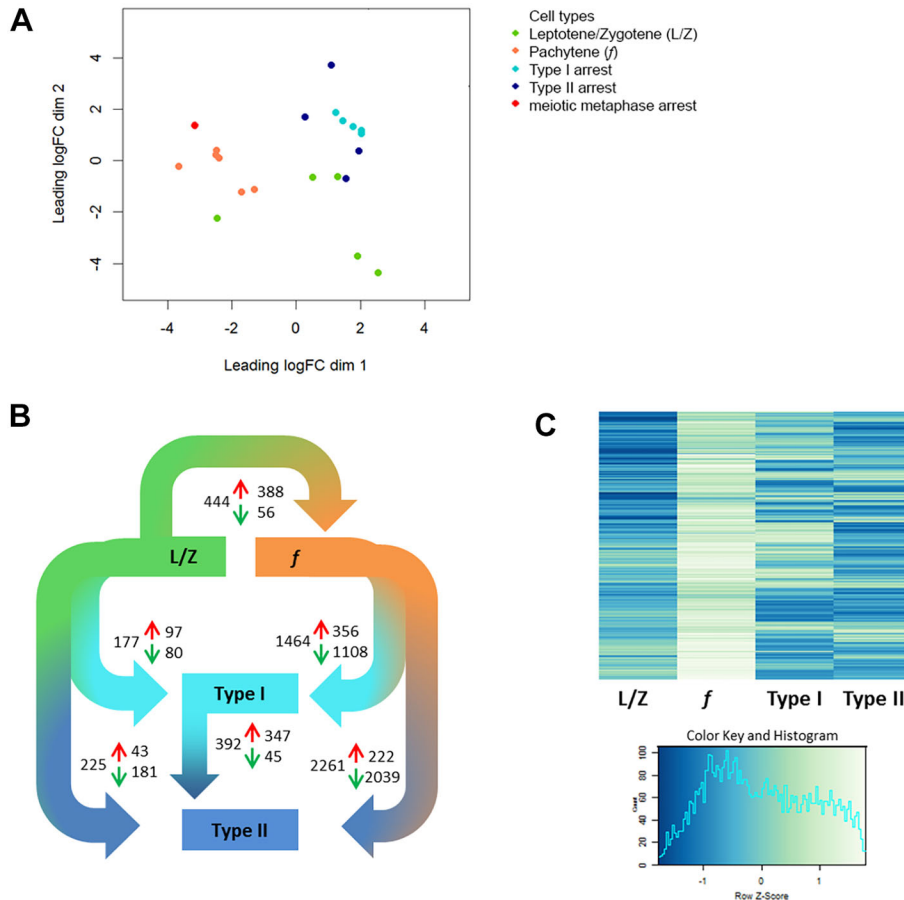 A
Cell types
Leptotene/Zygotene (L/Z)
Pachytene (f)
Type I arrest
Type II arrest
meiotic metaphase arrest
Leading logFC dim 2
4
2
0
-2
-4
-4 -2 0 2 4
Leading logFC dim 1
B
444 388
56
L/Z f
177 97
80
1464 356
1108
Type I
392 347
45
225 43
181
2261 222
2039
Type II
C
L/Z f Type I Type II
Color Key and Histogram
Count
100
80
60
40
20
0
-1 0 1
Row Z-Score